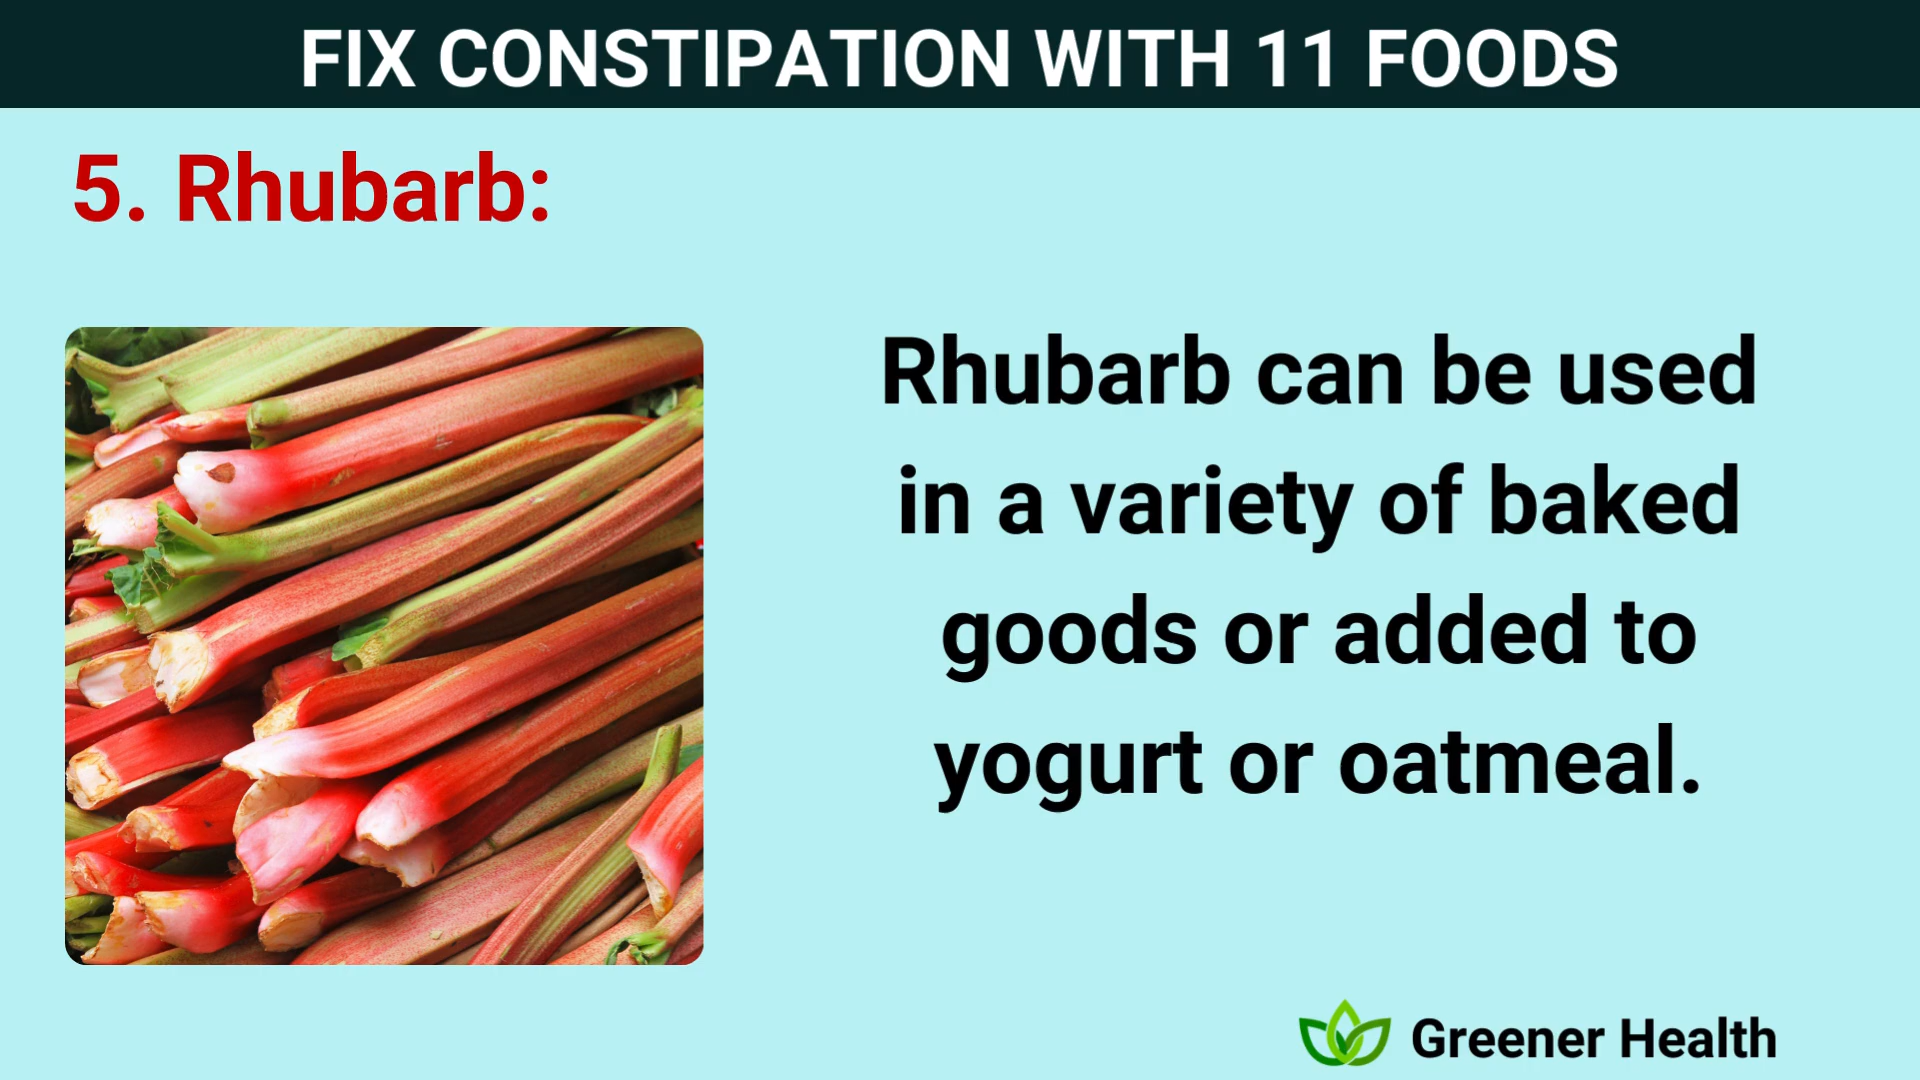 FIX CONSTIPATION WITH 11 FOODS
5. Rhubarb:
Rhubarb can be used
in a variety of baked
goods or added to
yogurt or oatmeal.
Greener Health